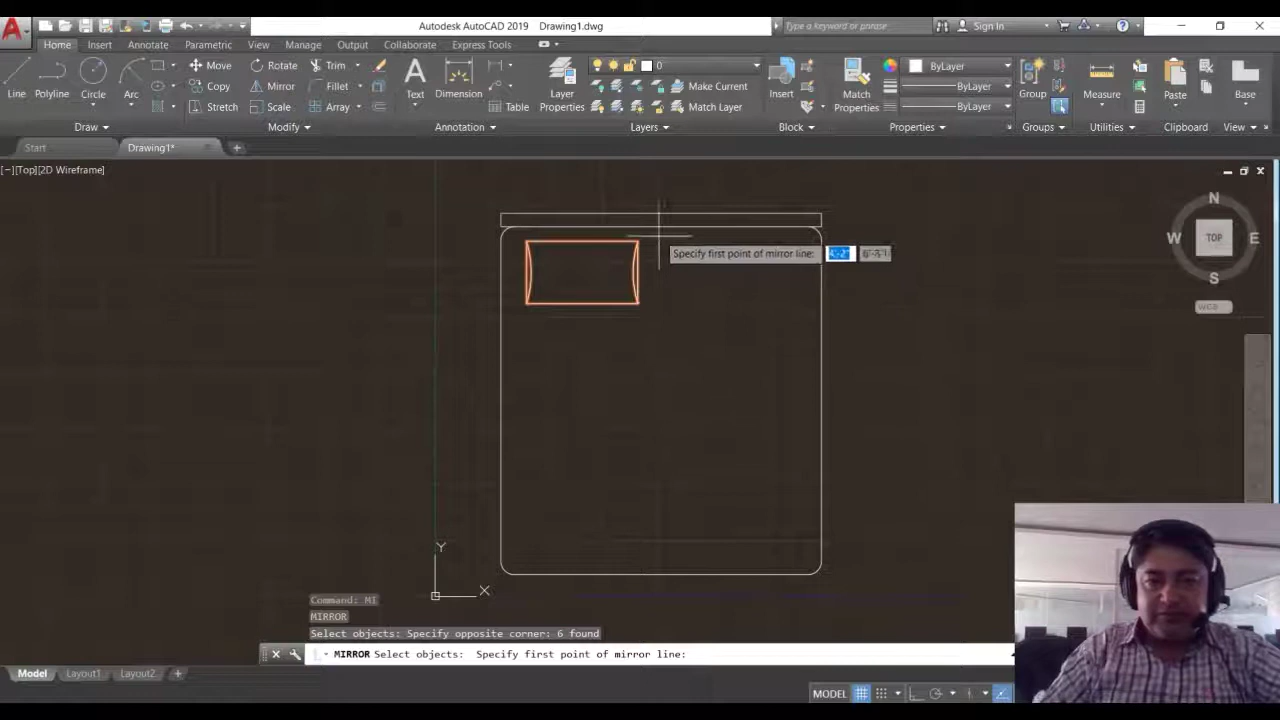 Autodesk AutoCAD 2019 Drawing1.dwg
Type a keyword or phrase
Sign In
Home Insert Annotate Parametric View Manage Output Collaborate Express Tools
Line
Polyline
Circle
Arc
Move
Rotate
Trim
Copy
Mirror
Fillet
Stretch
Scale
Array
Text
Dimension
Table
Layer
Properties
0
Make Current
Match Layer
Insert
Match
Properties
ByLayer
ByLayer
ByLayer
Group
Measure
Paste
Base
Draw
Modify
Annotation
Layers
Block
Properties
Groups
Utilities
Clipboard
View
Start
Drawing1*
[−][Top][2D Wireframe]
N
W
TOP
E
S
WCS
Specify first point of mirror line:
Y
X
Command: MI
MIRROR
Select objects: Specify opposite corner: 6 found
MIRROR Select objects: Specify first point of mirror line:
Model
Layout1
Layout2
MODEL